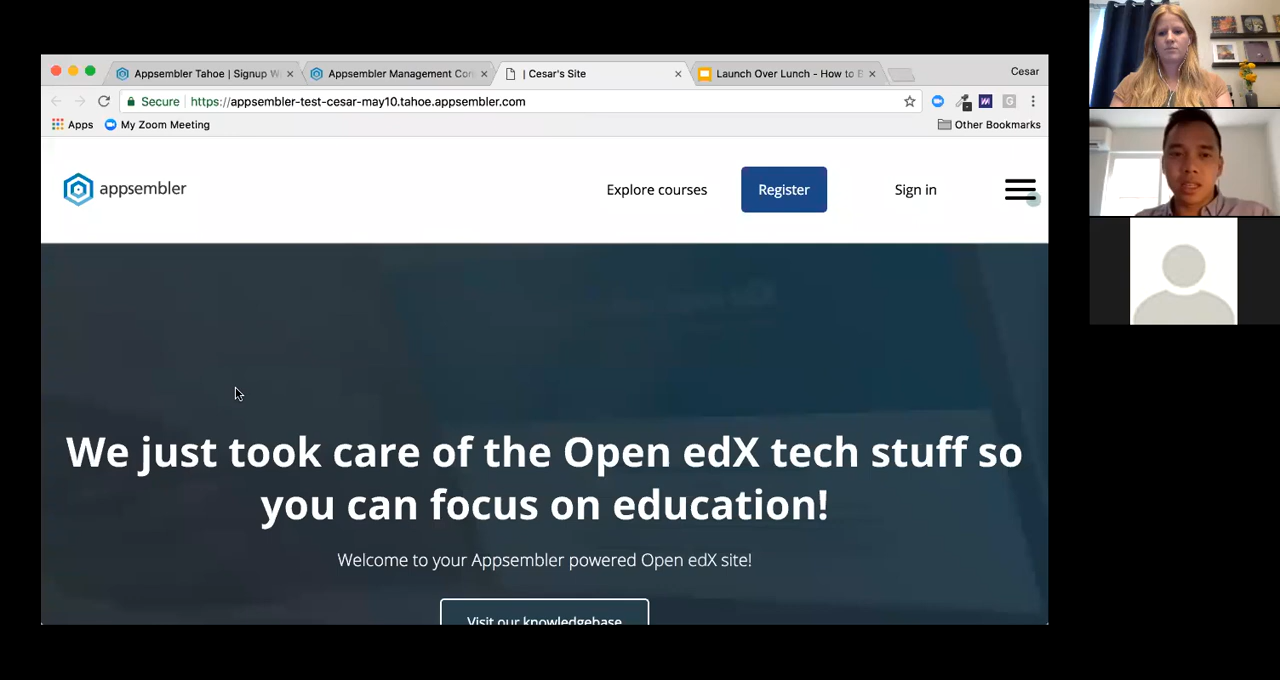 Appsembler Tahoe | Signup W
Appsembler Management Con
| Cesar's Site
Launch Over Lunch - How to B
Cesar
Secure
https://appsembler-test-cesar-may10.tahoe.appsembler.com
Apps
My Zoom Meeting
Other Bookmarks
appsembler
Explore courses
Register
Sign in
We just took care of the Open edX tech stuff so
you can focus on education!
Welcome to your Appsembler powered Open edX site!
Visit our knowledgebase